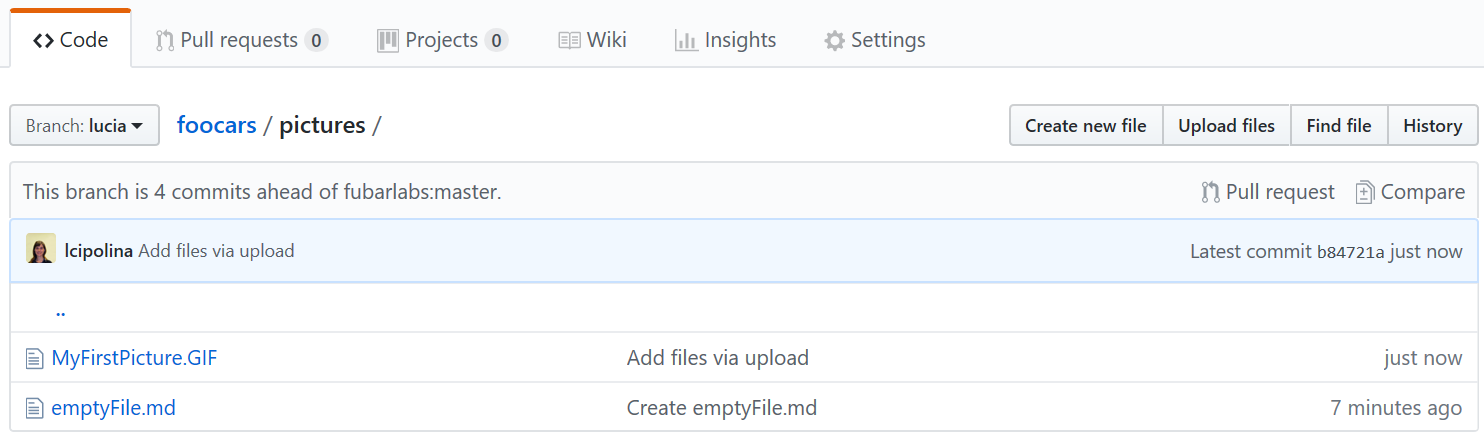 Code Pull requests 0 Projects 0 Wiki Insights Settings
Branch: lucia foocars / pictures / Create new file Upload files Find file History
This branch is 4 commits ahead of fubarlabs:master. Pull request Compare
lcipolina Add files via upload Latest commit b84721a just now
..
MyFirstPicture.GIF Add files via upload just now
emptyFile.md Create emptyFile.md 7 minutes ago